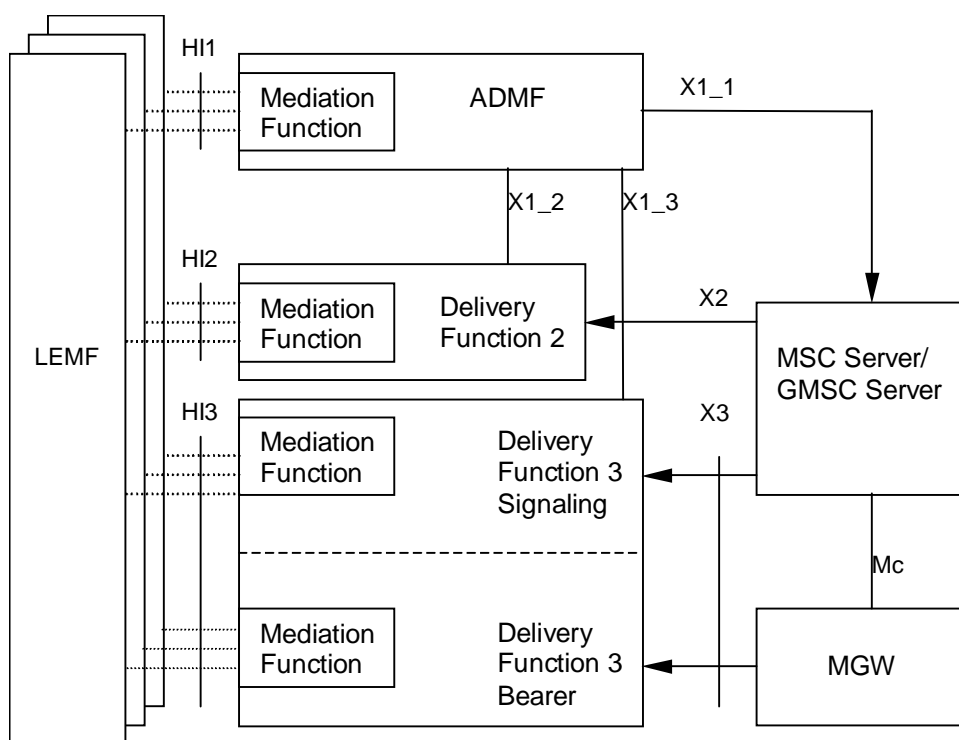 HI1
Mediation
Function
ADMF
X1_1
X1_2
X1_3
HI2
Mediation
Function
Delivery
Function 2
X2
LEMF
MSC Server/
GMSC Server
HI3
Mediation
Function
Delivery
Function 3
Signaling
X3
Mc
Mediation
Function
Delivery
Function 3
Bearer
MGW